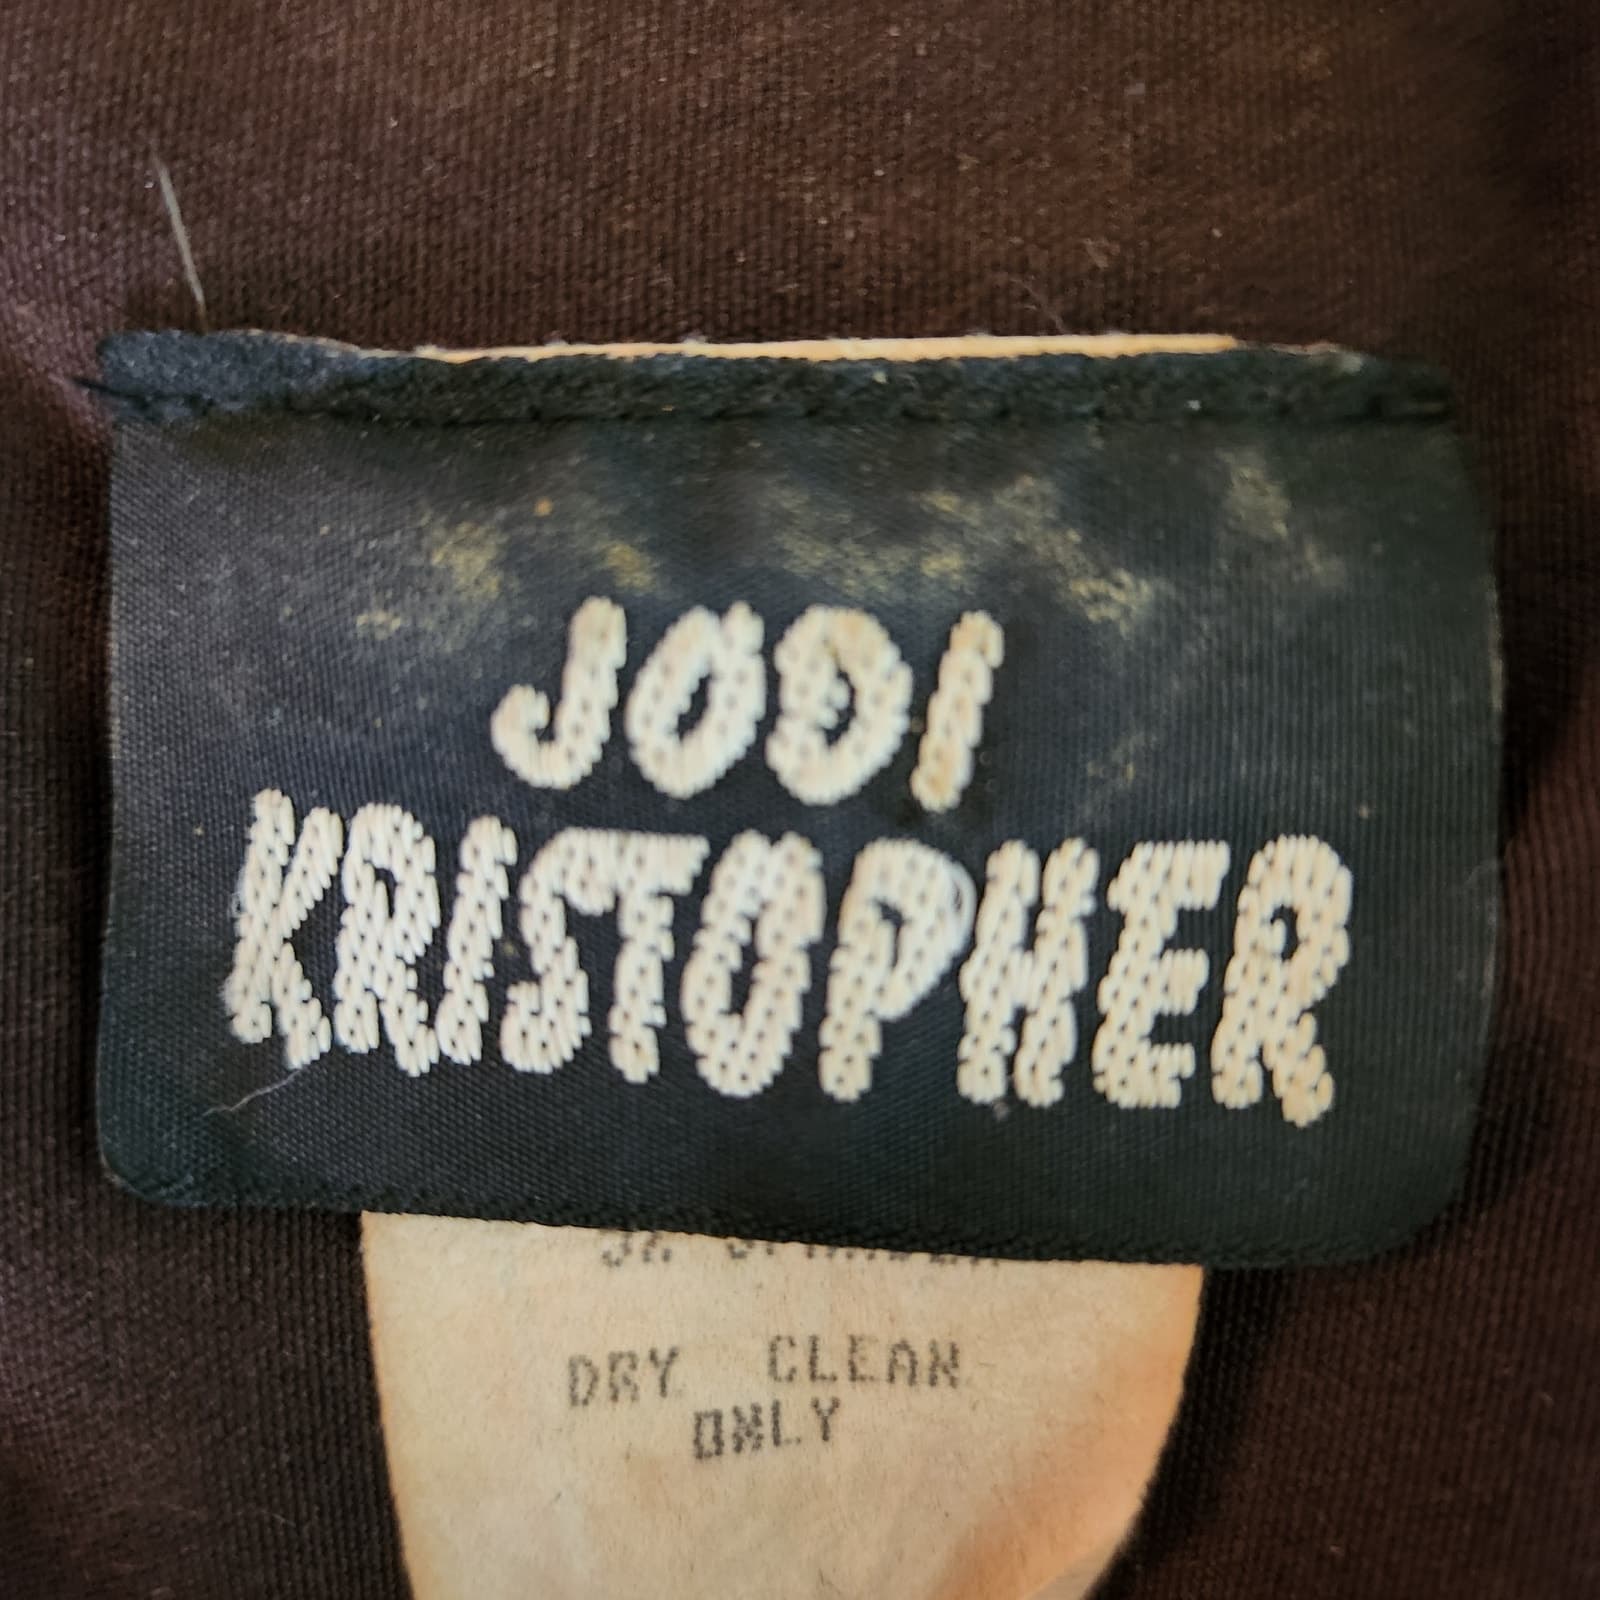 JODI
KRISTOPHER
DRY CLEAN
ONLY